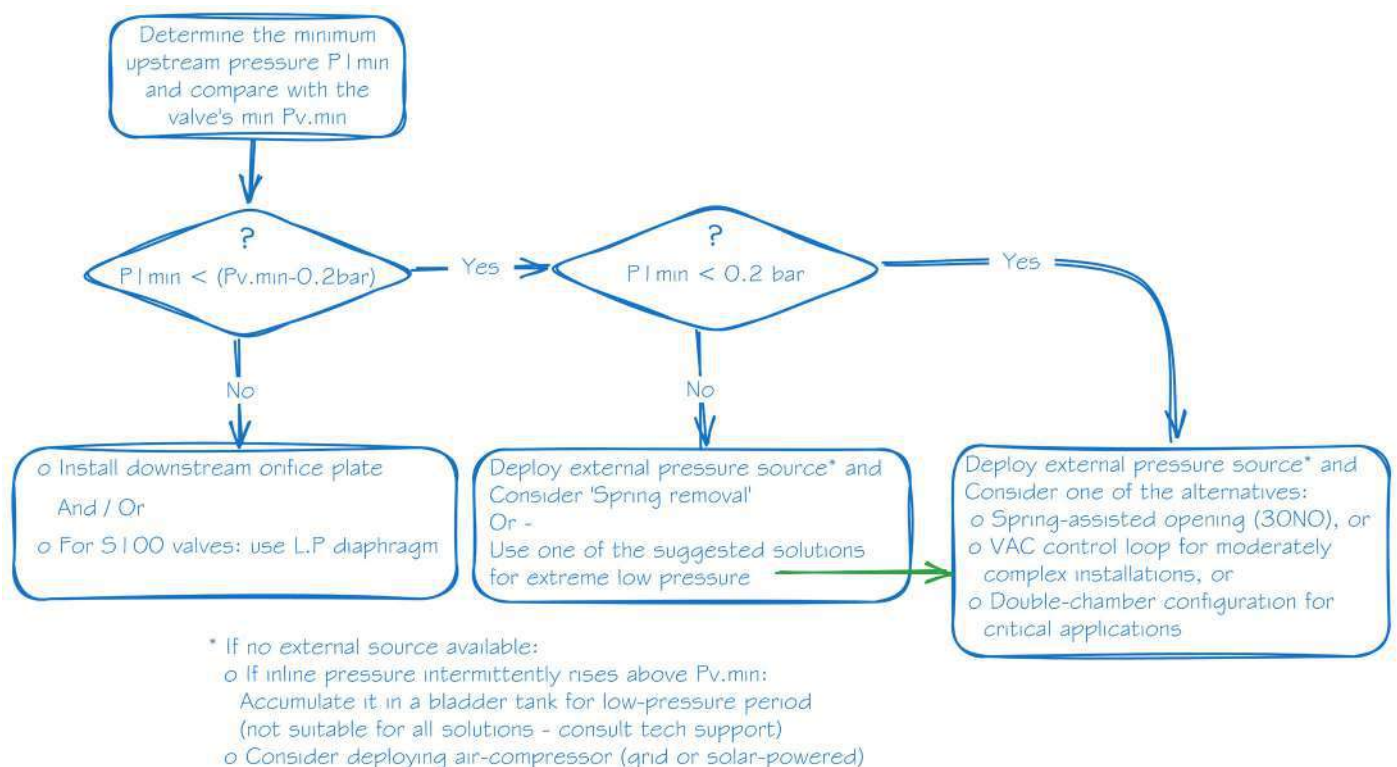 Determine the minimum
upstream pressure P1min
and compare with the
valve's min Pv.min
?
P1min < (Pv.min-0.2bar)
Yes
?
P1min < 0.2 bar
Yes
No
No
o Install downstream orifice plate
And / Or
o For S100 valves: use L.P diaphragm
Deploy external pressure source* and
Consider 'Spring removal'
Or -
Use one of the suggested solutions
for extreme low pressure
Deploy external pressure source* and
Consider one of the alternatives:
o Spring-assisted opening (30NO), or
o VAC control loop for moderately
complex installations, or
o Double-chamber configuration for
critical applications
* If no external source available:
o If inline pressure intermittently rises above Pv.min:
Accumulate it in a bladder tank for low-pressure period
(not suitable for all solutions - consult tech support)
o Consider deploying air-compressor (grid or solar-powered)